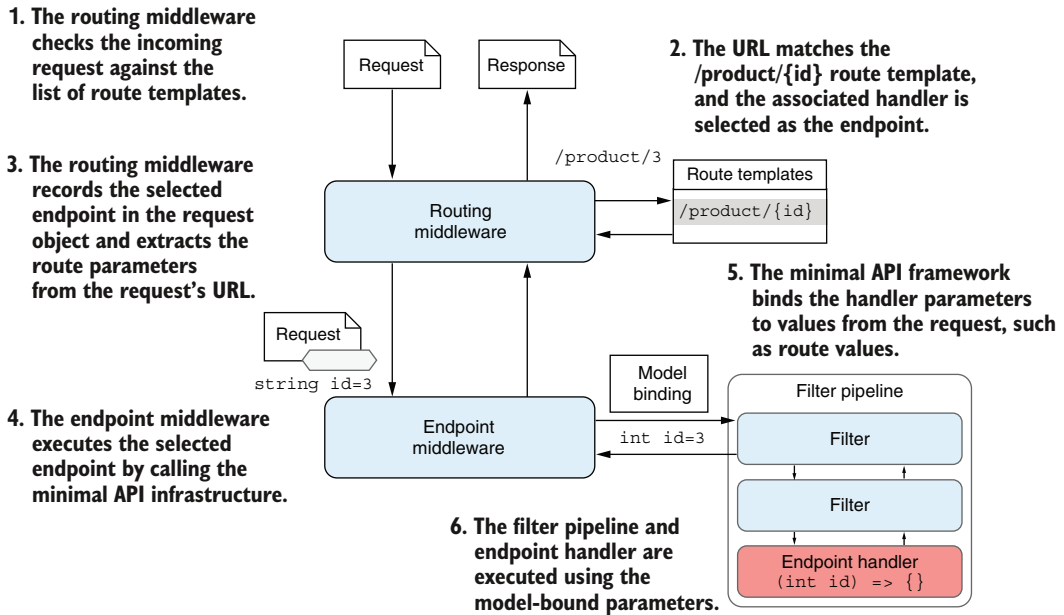 1. The routing middleware
checks the incoming
request against the
list of route templates.
Request
Response
2. The URL matches the
/product/{id} route template,
and the associated handler is
selected as the endpoint.
/product/3
Route templates
/product/{id}
3. The routing middleware
records the selected
endpoint in the request
object and extracts the
route parameters
from the request's URL.
Routing
middleware
5. The minimal API framework
binds the handler parameters
to values from the request, such
as route values.
Request
string id=3
Model
binding
Filter pipeline
4. The endpoint middleware
executes the selected
endpoint by calling the
minimal API infrastructure.
Endpoint
middleware
int id=3
Filter
Filter
6. The filter pipeline and
endpoint handler are
executed using the
model-bound parameters.
Endpoint handler
(int id) => {}